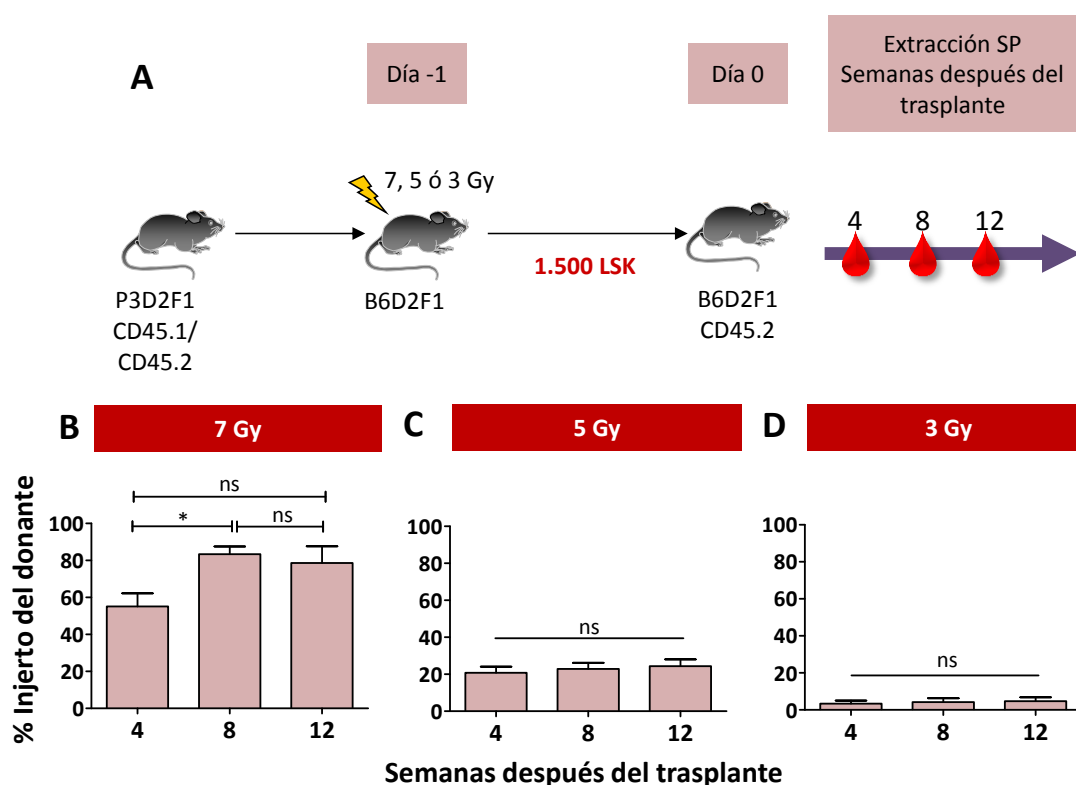 A
Día -1
Día 0
Extracción SP
Semanas después del
trasplante
7, 5 ó 3 Gy
4 8 12
1.500 LSK
P3D2F1
CD45.1/
CD45.2
B6D2F1
B6D2F1
CD45.2
B
7 Gy
C
5 Gy
D
3 Gy
% Injerto del donante
ns
* ns
100
80
60
40
20
0
4 8 12
ns
100
80
60
40
20
0
4 8 12
ns
100
80
60
40
20
0
4 8 12
Semanas después del trasplante